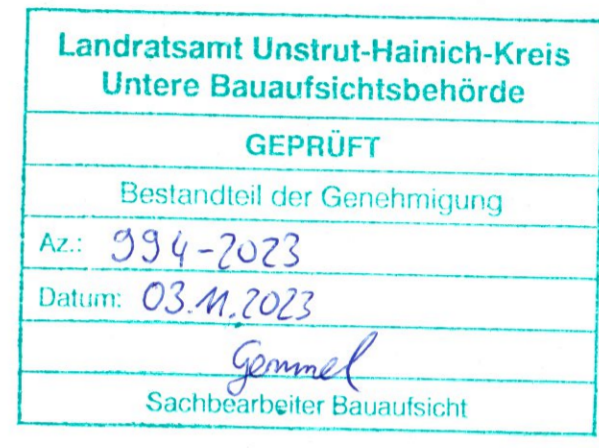 Landratsamt Unstrut-Hainich-Kreis
Untere Bauaufsichtsbehörde
GEPRÜFT
Bestandteil der Genehmigung
Az.: 994-2023
Datum: 03.11.2023
Gemmel
Sachbearbeiter Bauaufsicht